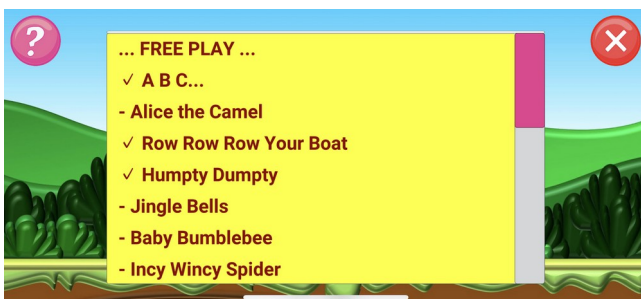 ?
... FREE PLAY ...
✓ A B C...
- Alice the Camel
✓ Row Row Row Your Boat
✓ Humpty Dumpty
- Jingle Bells
- Baby Bumblebee
- Incy Wincy Spider